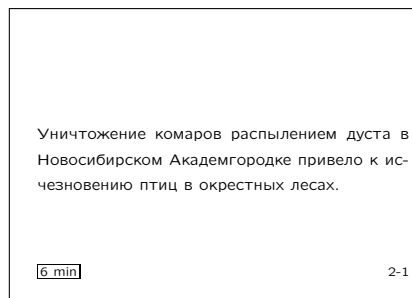 Уничтожение комаров распылением дуста в
Новосибирском Академгородке привело к ис-
чезновению птиц в окрестных лесах.
6 min
2-1